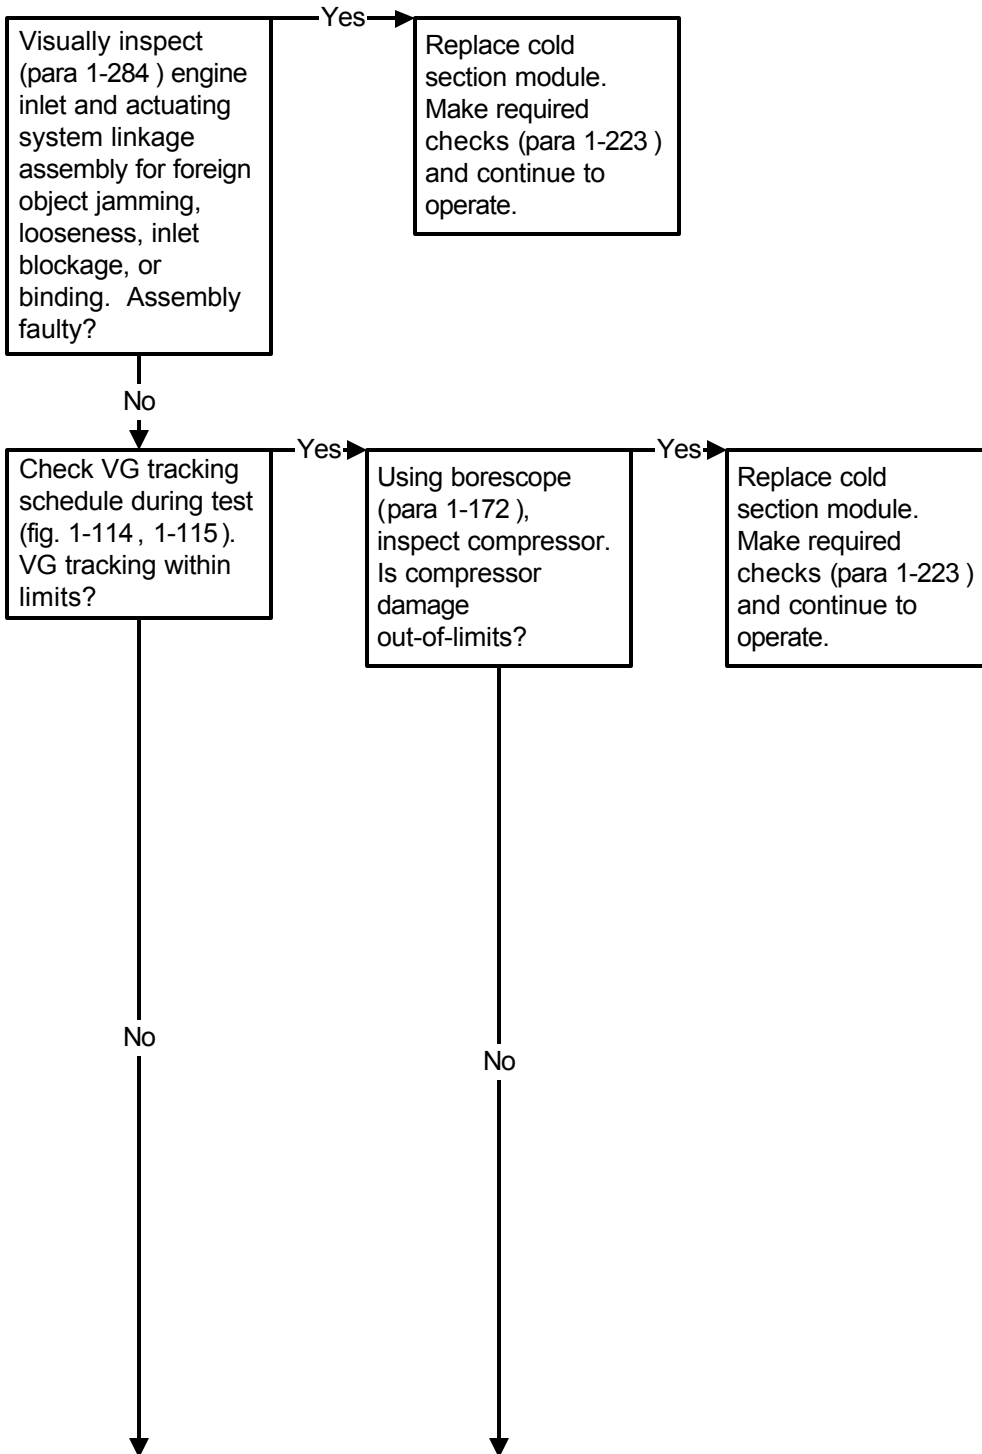 Yes
Visually inspect
(para 1-284 ) engine
inlet and actuating
system linkage
assembly for foreign
object jamming,
looseness, inlet
blockage, or
binding.  Assembly
faulty?
Replace cold
section module.
Make required
checks (para 1-223 )
and continue to
operate.
No
Check VG tracking
schedule during test
(fig. 1-114 , 1-115).
VG tracking within
limits?
Yes
Using borescope
(para 1-172 ),
inspect compressor.
Is compressor
damage
out-of-limits?
Yes
Replace cold
section module.
Make required
checks (para 1-223 )
and continue to
operate.
No
No